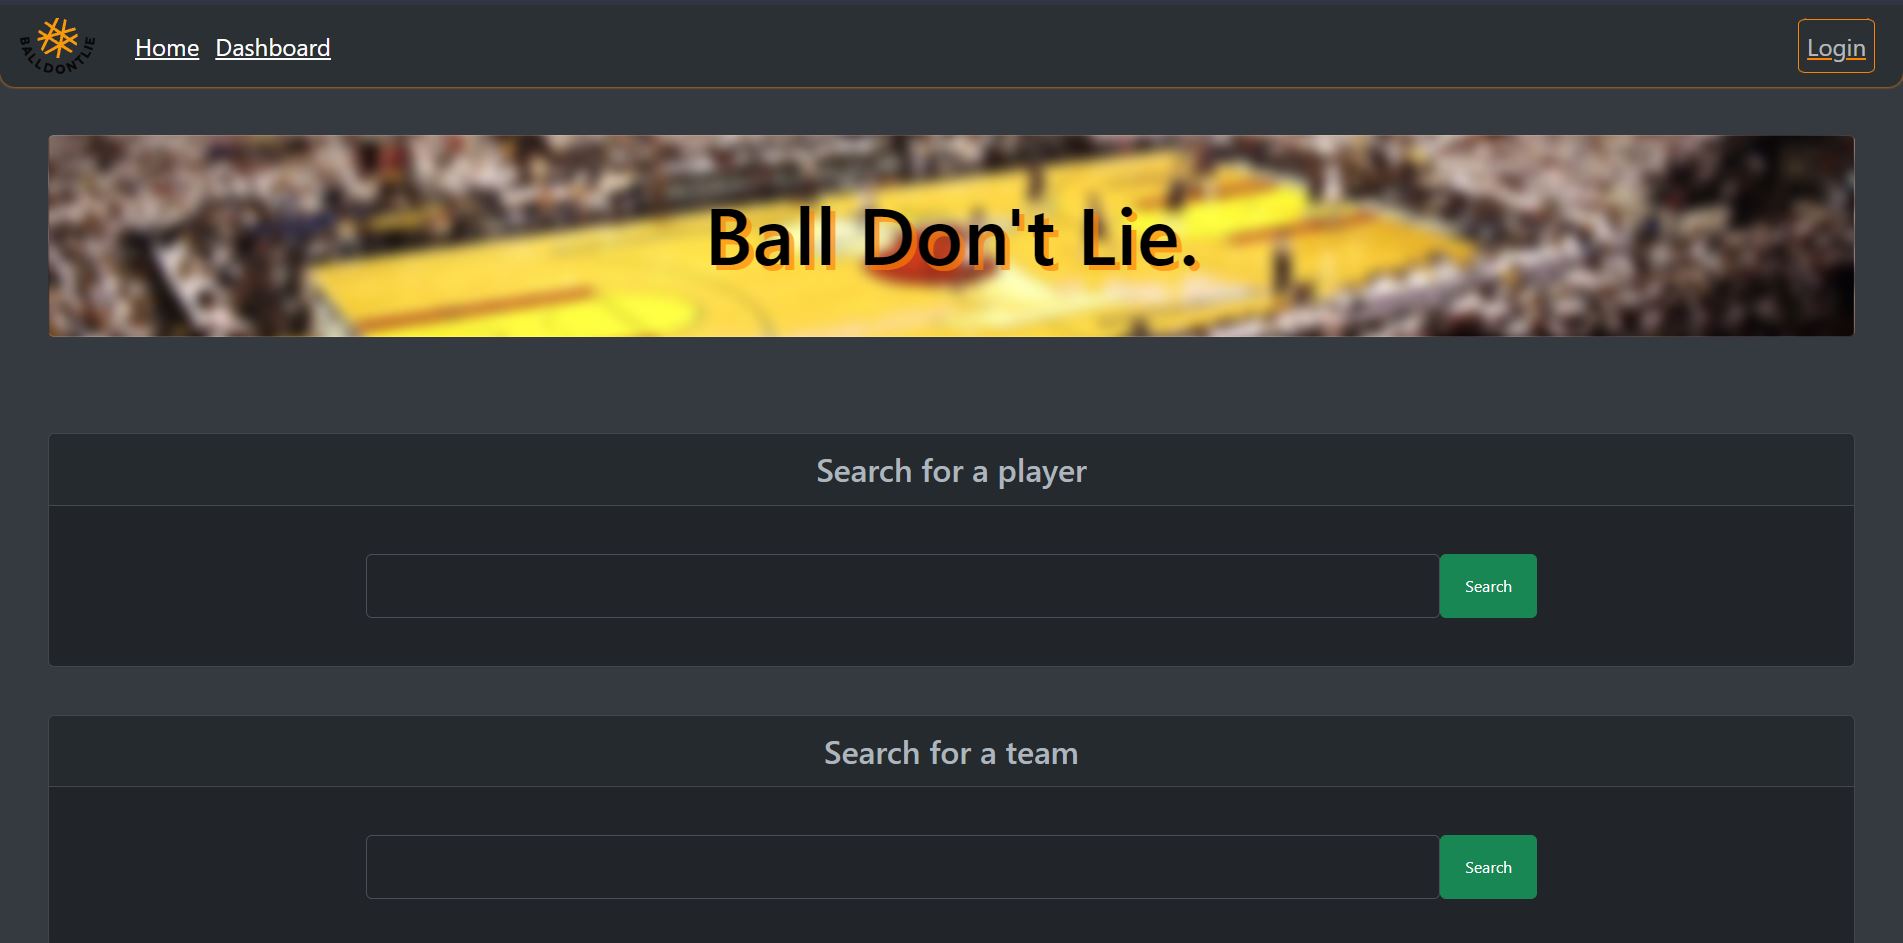 BALLDONTLIE
Home Dashboard
Login
Ball Don't Lie.
Search for a player
Search
Search for a team
Search